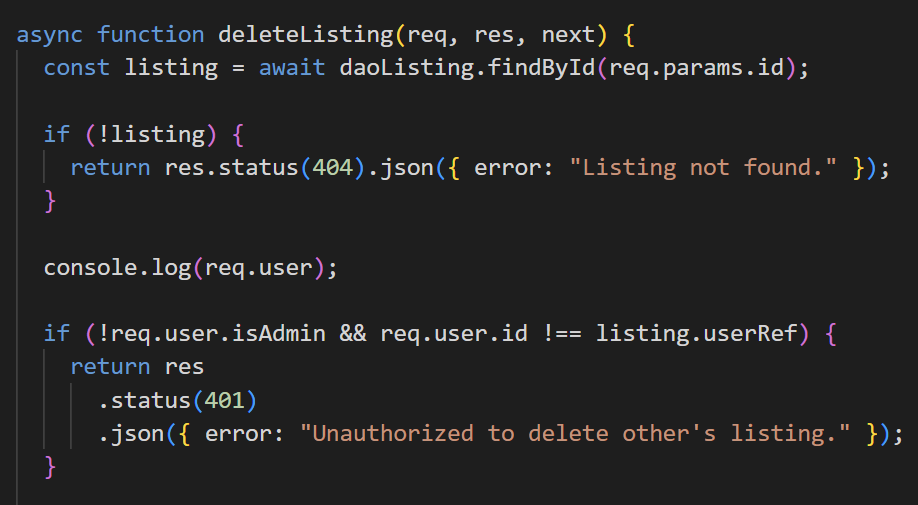 async function deleteListing(req, res, next) {
  const listing = await daoListing.findById(req.params.id);

  if (!listing) {
    return res.status(404).json({ error: "Listing not found." });
  }

  console.log(req.user);

  if (!req.user.isAdmin && req.user.id !== listing.userRef) {
    return res
      .status(401)
      .json({ error: "Unauthorized to delete other's listing." });
  }